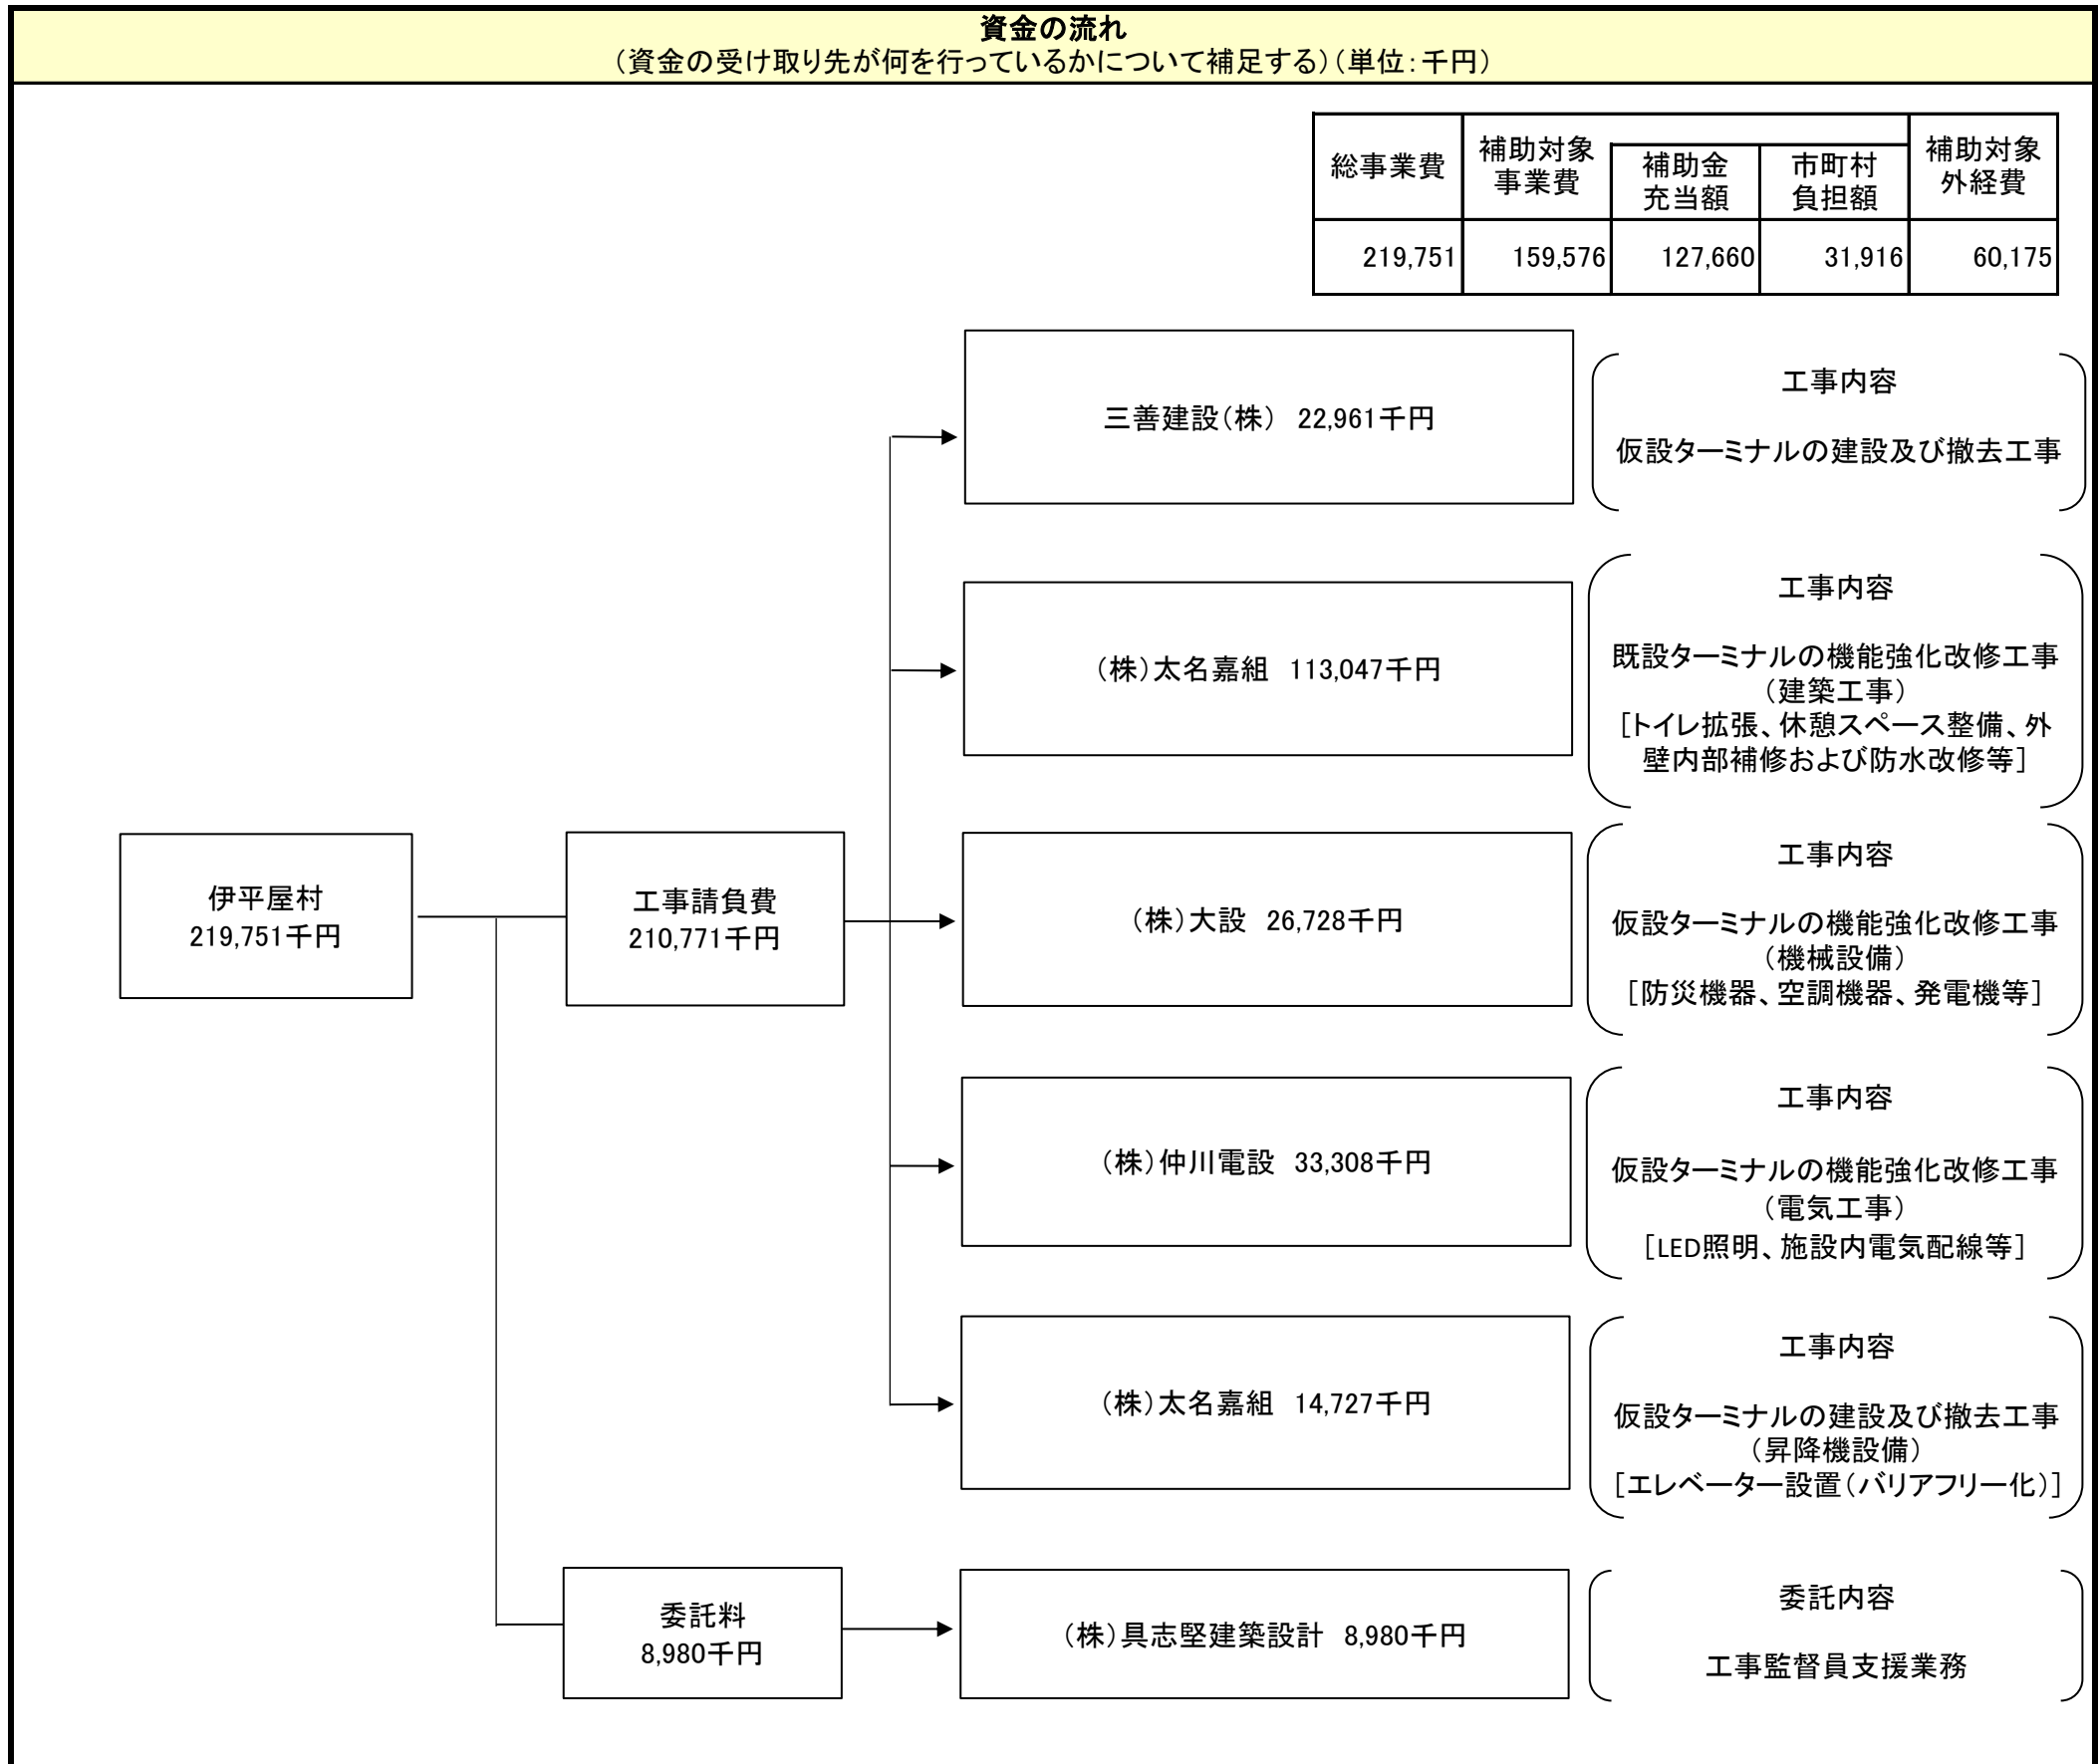 資金の流れ
（資金の受け取り先が何を行っているかについて補足する）（単位：千円）
総事業費
補助対象
事業費
補助金
充当額
市町村
負担額
補助対象
外経費
219,751
159,576
127,660
31,916
60,175
三善建設（株） 22,961千円
工事内容
仮設ターミナルの建設及び撤去工事
（株）太名嘉組 113,047千円
工事内容
既設ターミナルの機能強化改修工事
（建築工事）
［トイレ拡張、休憩スペース整備、外
壁内部補修および防水改修等］
伊平屋村
219,751千円
工事請負費
210,771千円
（株）大設 26,728千円
工事内容
仮設ターミナルの機能強化改修工事
（機械設備）
［防災機器、空調機器、発電機等］
（株）仲川電設 33,308千円
工事内容
仮設ターミナルの機能強化改修工事
（電気工事）
［LED照明、施設内電気配線等］
（株）太名嘉組 14,727千円
工事内容
仮設ターミナルの建設及び撤去工事
（昇降機設備）
［エレベーター設置（バリアフリー化）］
委託料
8,980千円
（株）具志堅建築設計 8,980千円
委託内容
工事監督員支援業務